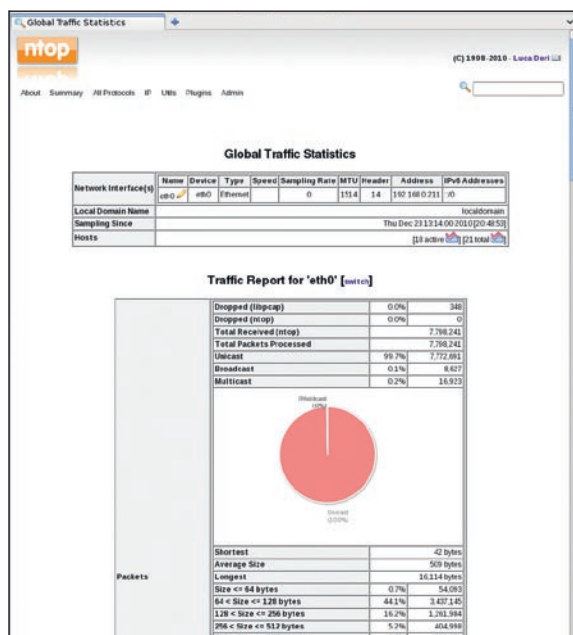 Global Traffic Statistics
ntop
(C) 1998-2010 - Luca Deri
About Summary All Protocols IP Utils Plugins Admin
Global Traffic Statistics
Network Interface(s) Name Device Type Speed Sampling Rate MTU Header Address IPv6 Addresses
eth0 eth0 Ethernet 0 1514 14 192.168.0.211 ::/0
Local Domain Name localdomain
Sampling Since Thu Dec 23 13:14:00 2010 [20:48:53]
Hosts [18 active] [21 total]
Traffic Report for 'eth0' [switch]
Packets
Dropped (libpcap) 0.0% 348
Dropped (ntop) 0.0% 0
Total Received (ntop) 7,798,241
Total Packets Processed 7,798,241
Unicast 99.7% 7,772,691
Broadcast 0.1% 8,627
Multicast 0.2% 16,923
Unicast
(100%)
Shortest 42 bytes
Average Size 509 bytes
Longest 16,114 bytes
Size <= 64 bytes 0.7% 54,083
64 < Size <= 128 bytes 44.1% 3,437,145
128 < Size <= 256 bytes 16.2% 1,261,984
256 < Size <= 512 bytes 5.2% 404,998